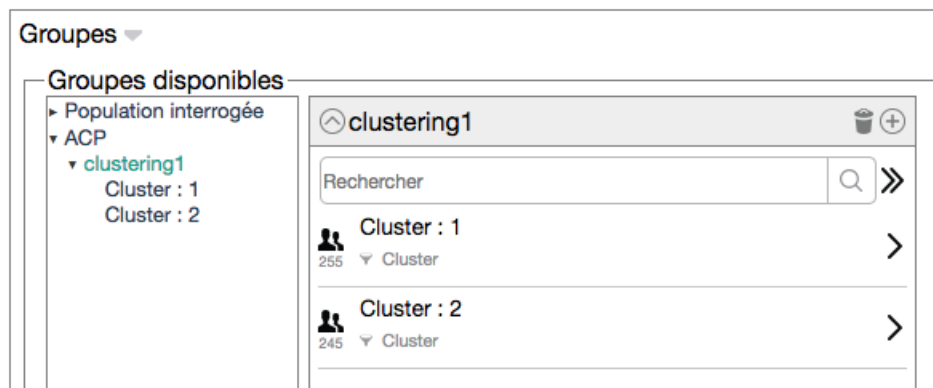 Groupes
Groupes disponibles
Population interrogée
ACP
clustering1
Cluster : 1
Cluster : 2
clustering1
Rechercher
Cluster : 1
255 Cluster
Cluster : 2
245 Cluster